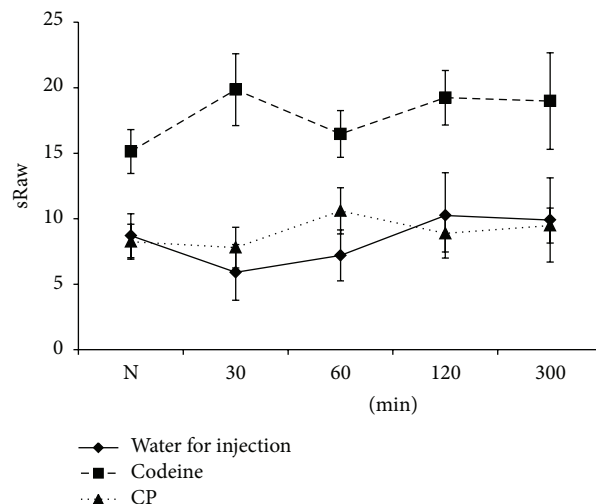 25
20
15
10
5
0
sRaw
N 30 60 120 300
(min)
Water for injection
Codeine
CP